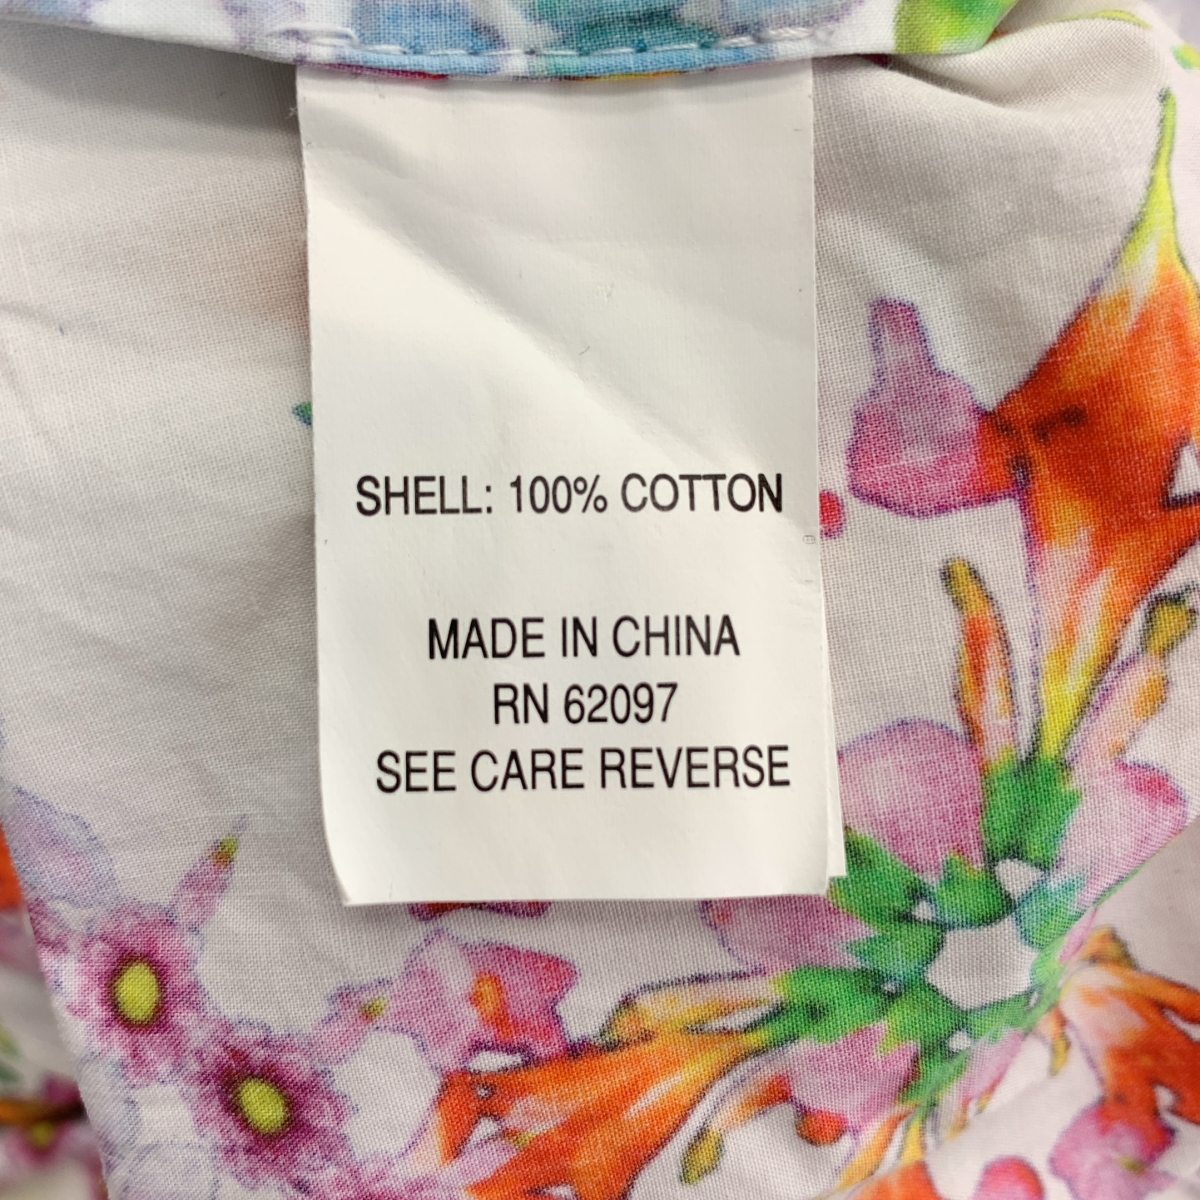 SHELL: 100% COTTON
MADE IN CHINA
RN 62097
SEE CARE REVERSE